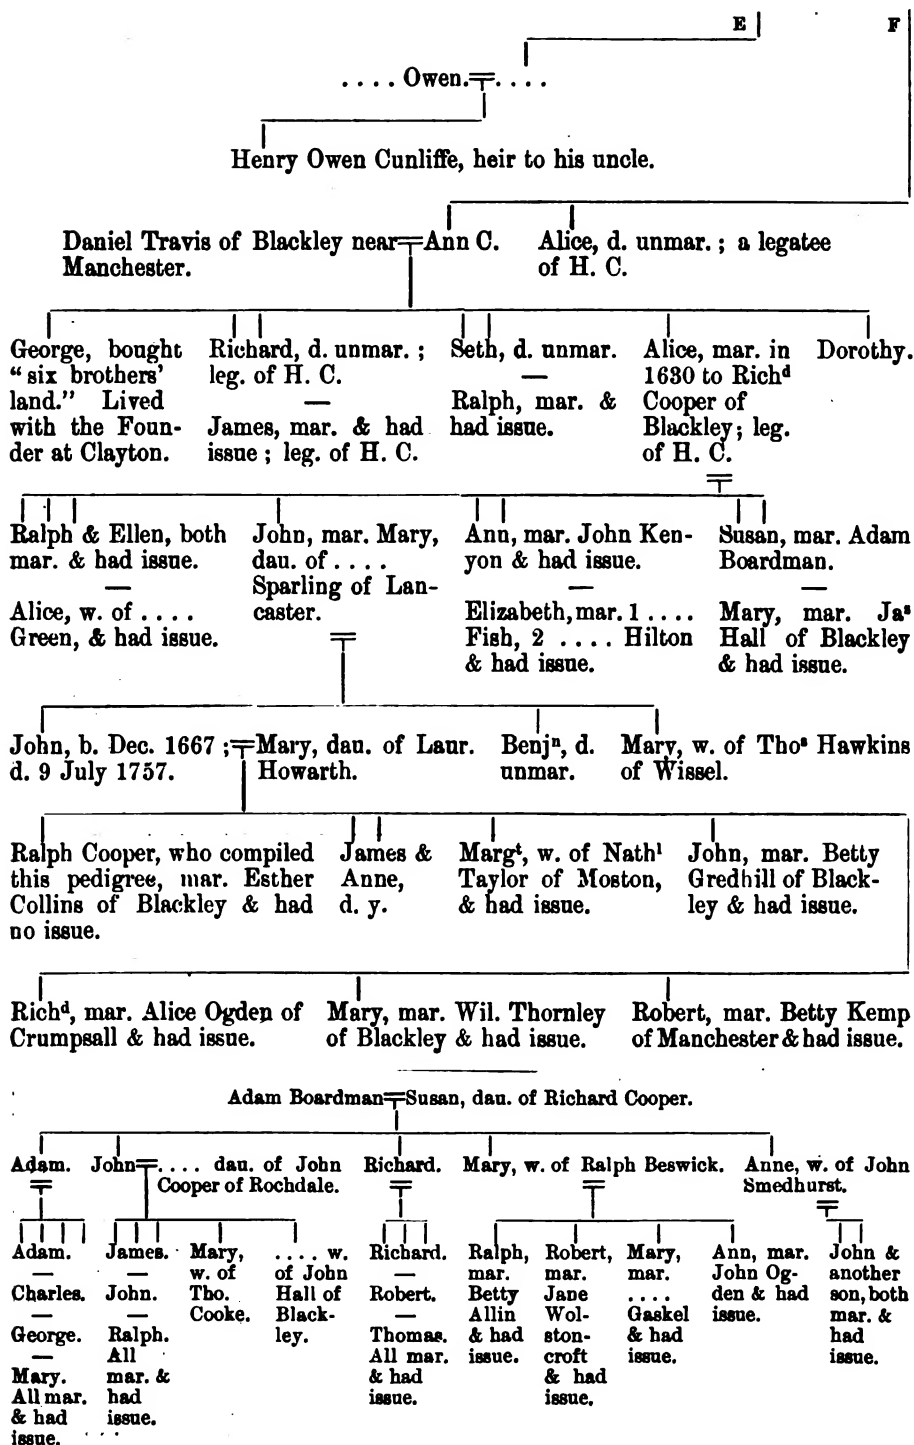 E F
.... Owen.=....
Henry Owen Cunliffe, heir to his uncle.
Daniel Travis of Blackley near=Ann C.
Manchester.
Alice, d. unmar. ; a legatee
of H. C.
George, bought
“six brothers’
land.” Lived
with the Foun-
der at Clayton.
Richard, d. unmar. ;
leg. of H. C.
—
James, mar. & had
issue ; leg. of H. C.
Seth, d. unmar.
—
Ralph, mar. &
had issue.
Alice, mar. in
1630 to Richᵈ
Cooper of
Blackley; leg.
of H. C.
=
Dorothy.
Ralph & Ellen, both
mar. & had issue.
—
Alice, w. of ....
Green, & had issue.
John, mar. Mary,
dau. of ....
Sparling of Lan-
caster.
=
Ann, mar. John Ken-
yon & had issue.
—
Elizabeth, mar. 1 ....
Fish, 2 .... Hilton
& had issue.
Susan, mar. Adam
Boardman.
—
Mary, mar. Jaˢ
Hall of Blackley
& had issue.
John, b. Dec. 1667 ;=Mary, dau. of Laur.
d. 9 July 1757. Howarth.
Benjⁿ, d.
unmar.
Mary, w. of Thoˢ Hawkins
of Wissel.
Ralph Cooper, who compiled
this pedigree, mar. Esther
Collins of Blackley & had
no issue.
James &
Anne,
d. y.
Margᵗ, w. of Nathˡ
Taylor of Moston,
& had issue.
John, mar. Betty
Gredhill of Black-
ley & had issue.
Richᵈ, mar. Alice Ogden of
Crumpsall & had issue.
Mary, mar. Wil. Thornley
of Blackley & had issue.
Robert, mar. Betty Kemp
of Manchester & had issue.
Adam Boardman=Susan, dau. of Richard Cooper.
Adam.
=
John=.... dau. of John
Cooper of Rochdale.
Richard.
=
Mary, w. of Ralph Beswick.
=
Anne, w. of John
Smedhurst.
=
Adam.
—
Charles.
—
George.
—
Mary.
All mar.
& had
issue.
James.
—
John.
—
Ralph.
All
mar. &
had
issue.
Mary,
w. of
Tho.
Cooke.
.... w.
of John
Hall of
Black-
ley.
Richard.
—
Robert.
—
Thomas.
All mar.
& had
issue.
Ralph,
mar.
Betty
Allin
& had
issue.
Robert,
mar.
Jane
Wol-
ston-
croft
& had
issue.
Mary,
mar.
....
Gaskel
& had
issue.
Ann, mar.
John Og-
den & had
issue.
John &
another
son, both
mar. &
had
issue.